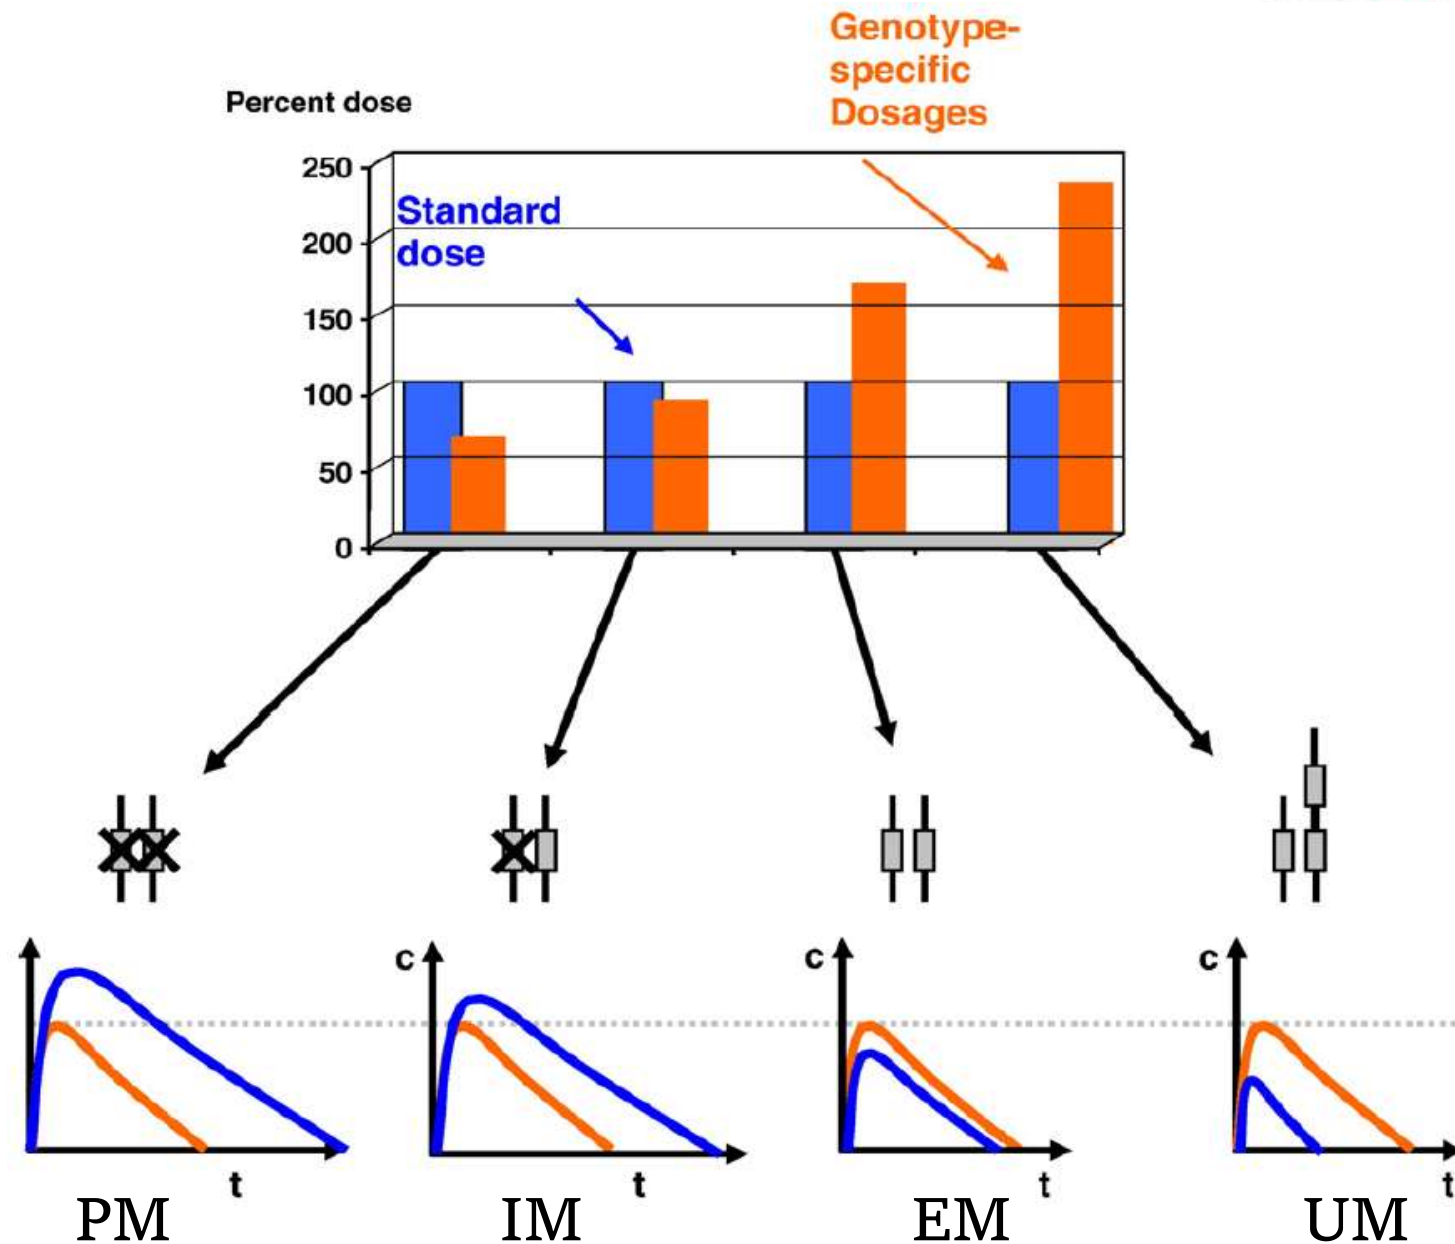 Genotype-
specific
Dosages
Percent dose
250
200
150
100
50
0
Standard
dose
c
c
c
t
t
t
t
PM
IM
EM
UM